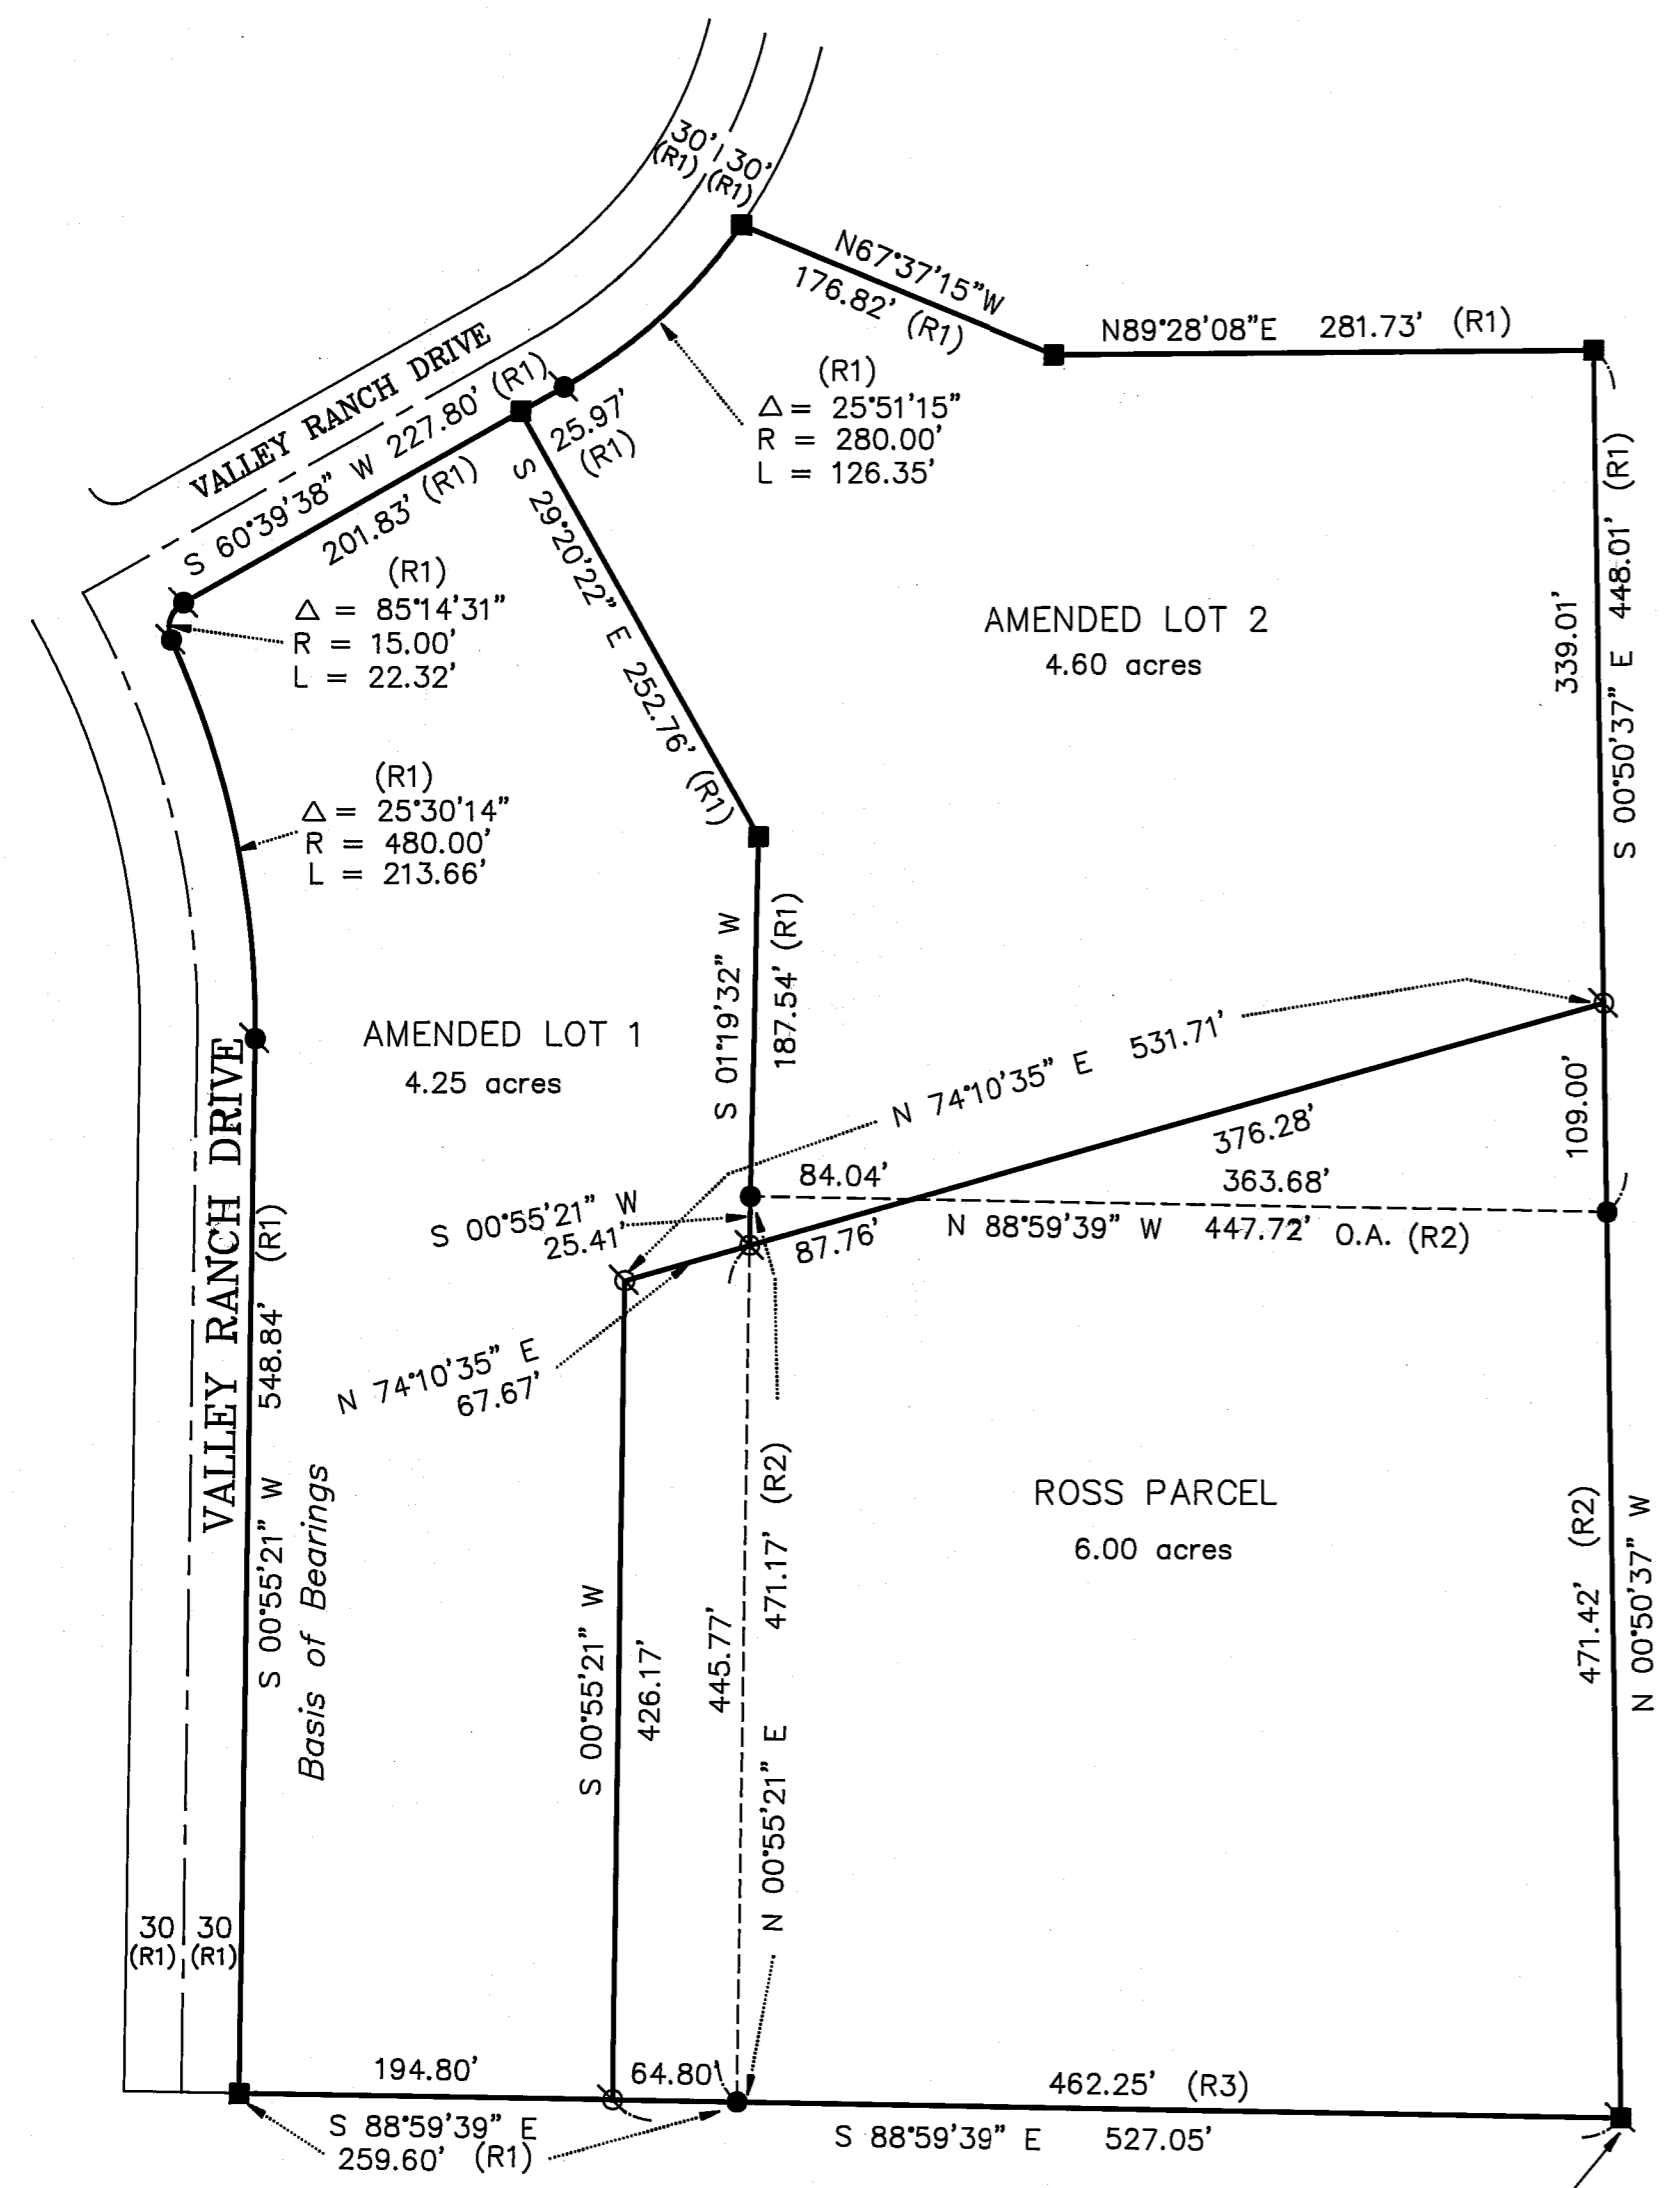 30' 30'
(R1) (R1)
N67°37'15"W
176.82' (R1)
N89°28'08"E 281.73' (R1)
VALLEY RANCH DRIVE
S 60°39'38" W 227.80' (R1)
201.83' (R1)
25.97'
(R1)
(R1)
Δ = 25°51'15"
R = 280.00'
L = 126.35'
S 29°20'22" E 252.76' (R1)
(R1)
Δ = 85°14'31"
R = 15.00'
L = 22.32'
AMENDED LOT 2
4.60 acres
339.01'
S 00°50'37" E 448.01' (R1)
(R1)
Δ = 25°30'14"
R = 480.00'
L = 213.66'
S 01°19'32" W
187.54' (R1)
AMENDED LOT 1
4.25 acres
N 74°10'35" E 531.71'
376.28'
109.00'
84.04'
363.68'
S 00°55'21" W
25.41'
87.76'
N 88°59'39" W 447.72' O.A. (R2)
VALLEY RANCH DRIVE
S 00°55'21" W 548.84' (R1)
Basis of Bearings
N 74°10'35" E
67.67'
ROSS PARCEL
6.00 acres
S 00°55'21" W
426.17'
445.77'
N 00°55'21" E 471.17' (R2)
471.42' (R2)
N 00°50'37" W
30 30
(R1) (R1)
194.80'
64.80'
462.25' (R3)
S 88°59'39" E
259.60' (R1)
S 88°59'39" E 527.05'